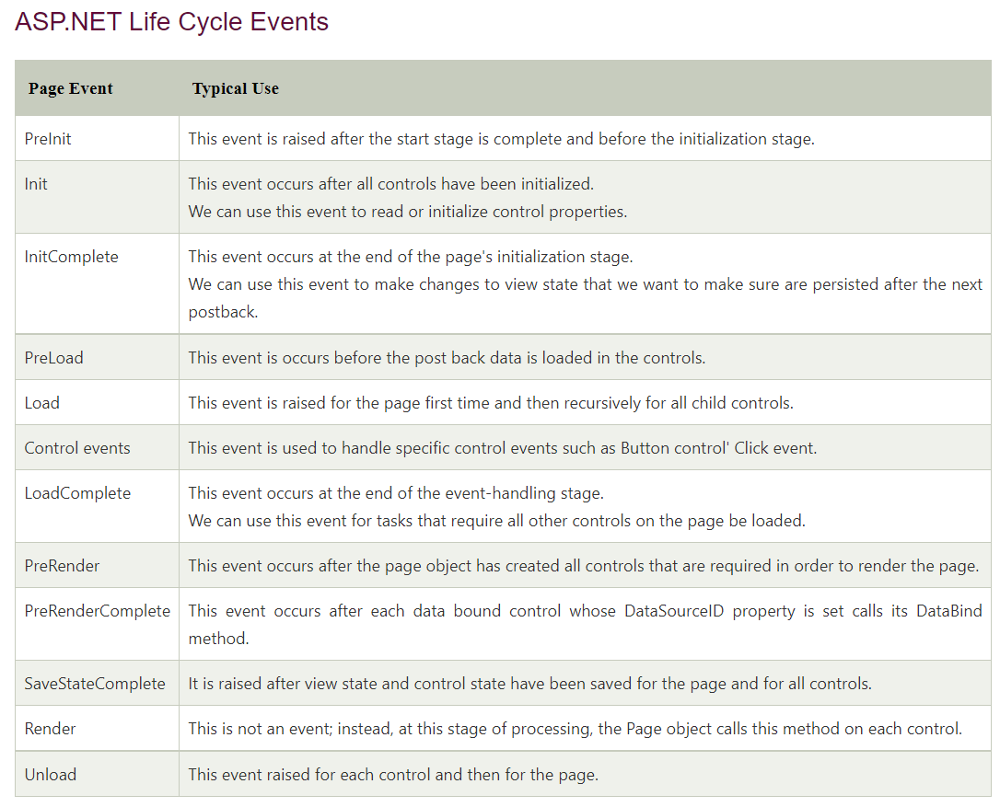 ASP.NET Life Cycle Events
Page Event
Typical Use
PreInit
This event is raised after the start stage is complete and before the initialization stage.
Init
This event occurs after all controls have been initialized.
We can use this event to read or initialize control properties.
InitComplete
This event occurs at the end of the page's initialization stage.
We can use this event to make changes to view state that we want to make sure are persisted after the next
postback.
PreLoad
This event is occurs before the post back data is loaded in the controls.
Load
This event is raised for the page first time and then recursively for all child controls.
Control events
This event is used to handle specific control events such as Button control' Click event.
LoadComplete
This event occurs at the end of the event-handling stage.
We can use this event for tasks that require all other controls on the page be loaded.
PreRender
This event occurs after the page object has created all controls that are required in order to render the page.
PreRenderComplete
This event occurs after each data bound control whose DataSourceID property is set calls its DataBind
method.
SaveStateComplete
It is raised after view state and control state have been saved for the page and for all controls.
Render
This is not an event; instead, at this stage of processing, the Page object calls this method on each control.
Unload
This event raised for each control and then for the page.